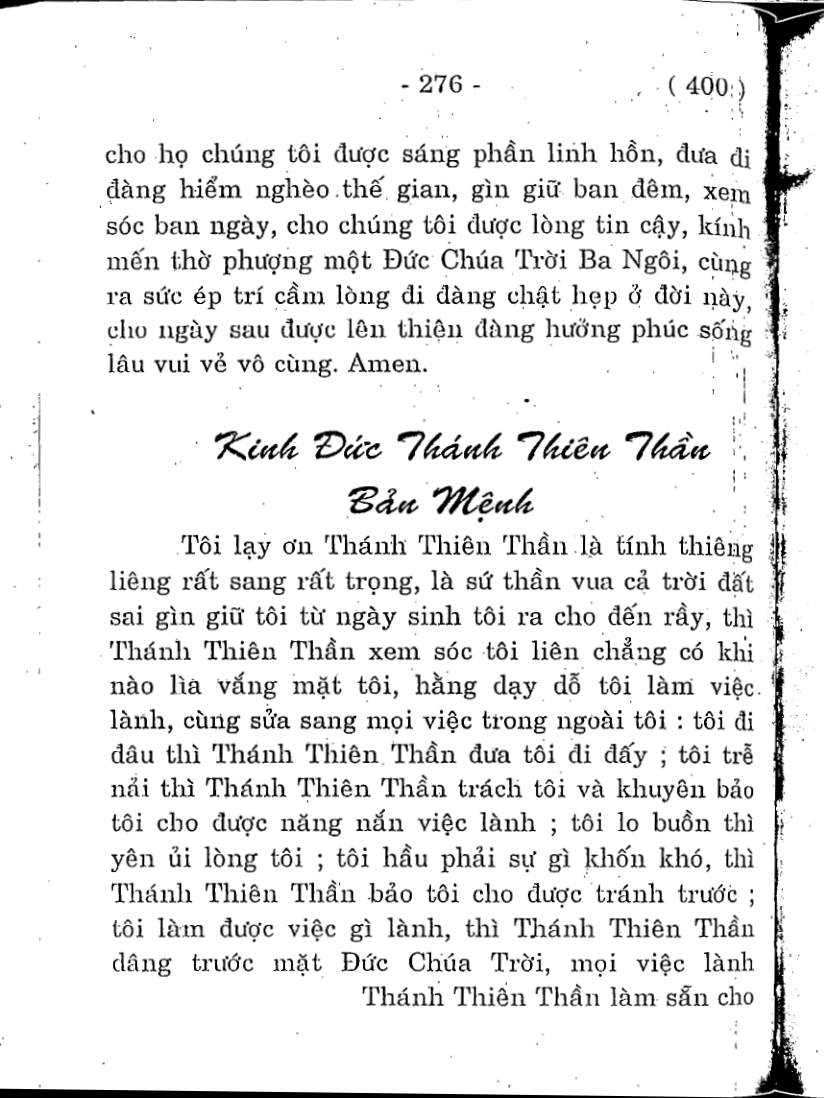 - 276 - ( 400 )
cho họ chúng tôi được sáng phần linh hồn, đưa đi
đàng hiểm nghèo thế gian, gìn giữ ban đêm, xem
sóc ban ngày, cho chúng tôi được lòng tin cậy, kính
mến thờ phượng một Đức Chúa Trời Ba Ngôi, cùng
ra sức ép trí cầm lòng đi đàng chật hẹp ở đời này,
cho ngày sau được lên thiên đàng hưởng phúc sống
lâu vui vẻ vô cùng. Amen.
Kinh Đức Thánh Thiên Thần
Bản Mệnh
Tôi lạy ơn Thánh Thiên Thần là tính thiêng
liêng rất sang rất trọng, là sứ thần vua cả trời đất
sai gìn giữ tôi từ ngày sinh tôi ra cho đến rầy, thì
Thánh Thiên Thần xem sóc tôi liên chẳng có khi
nào lìa vắng mặt tôi, hằng dạy dỗ tôi làm việc
lành, cùng sửa sang mọi việc trong ngoài tôi : tôi đi
đâu thì Thánh Thiên Thần đưa tôi đi đấy ; tôi trễ
nải thì Thánh Thiên Thần trách tôi và khuyên bảo
tôi cho được năng nắn việc lành ; tôi lo buồn thì
yên ủi lòng tôi ; tôi hầu phải sự gì khốn khó, thì
Thánh Thiên Thần bảo tôi cho được tránh trước ;
tôi làm được việc gì lành, thì Thánh Thiên Thần
dâng trước mặt Đức Chúa Trời, mọi việc lành
Thánh Thiên Thần làm sẵn cho